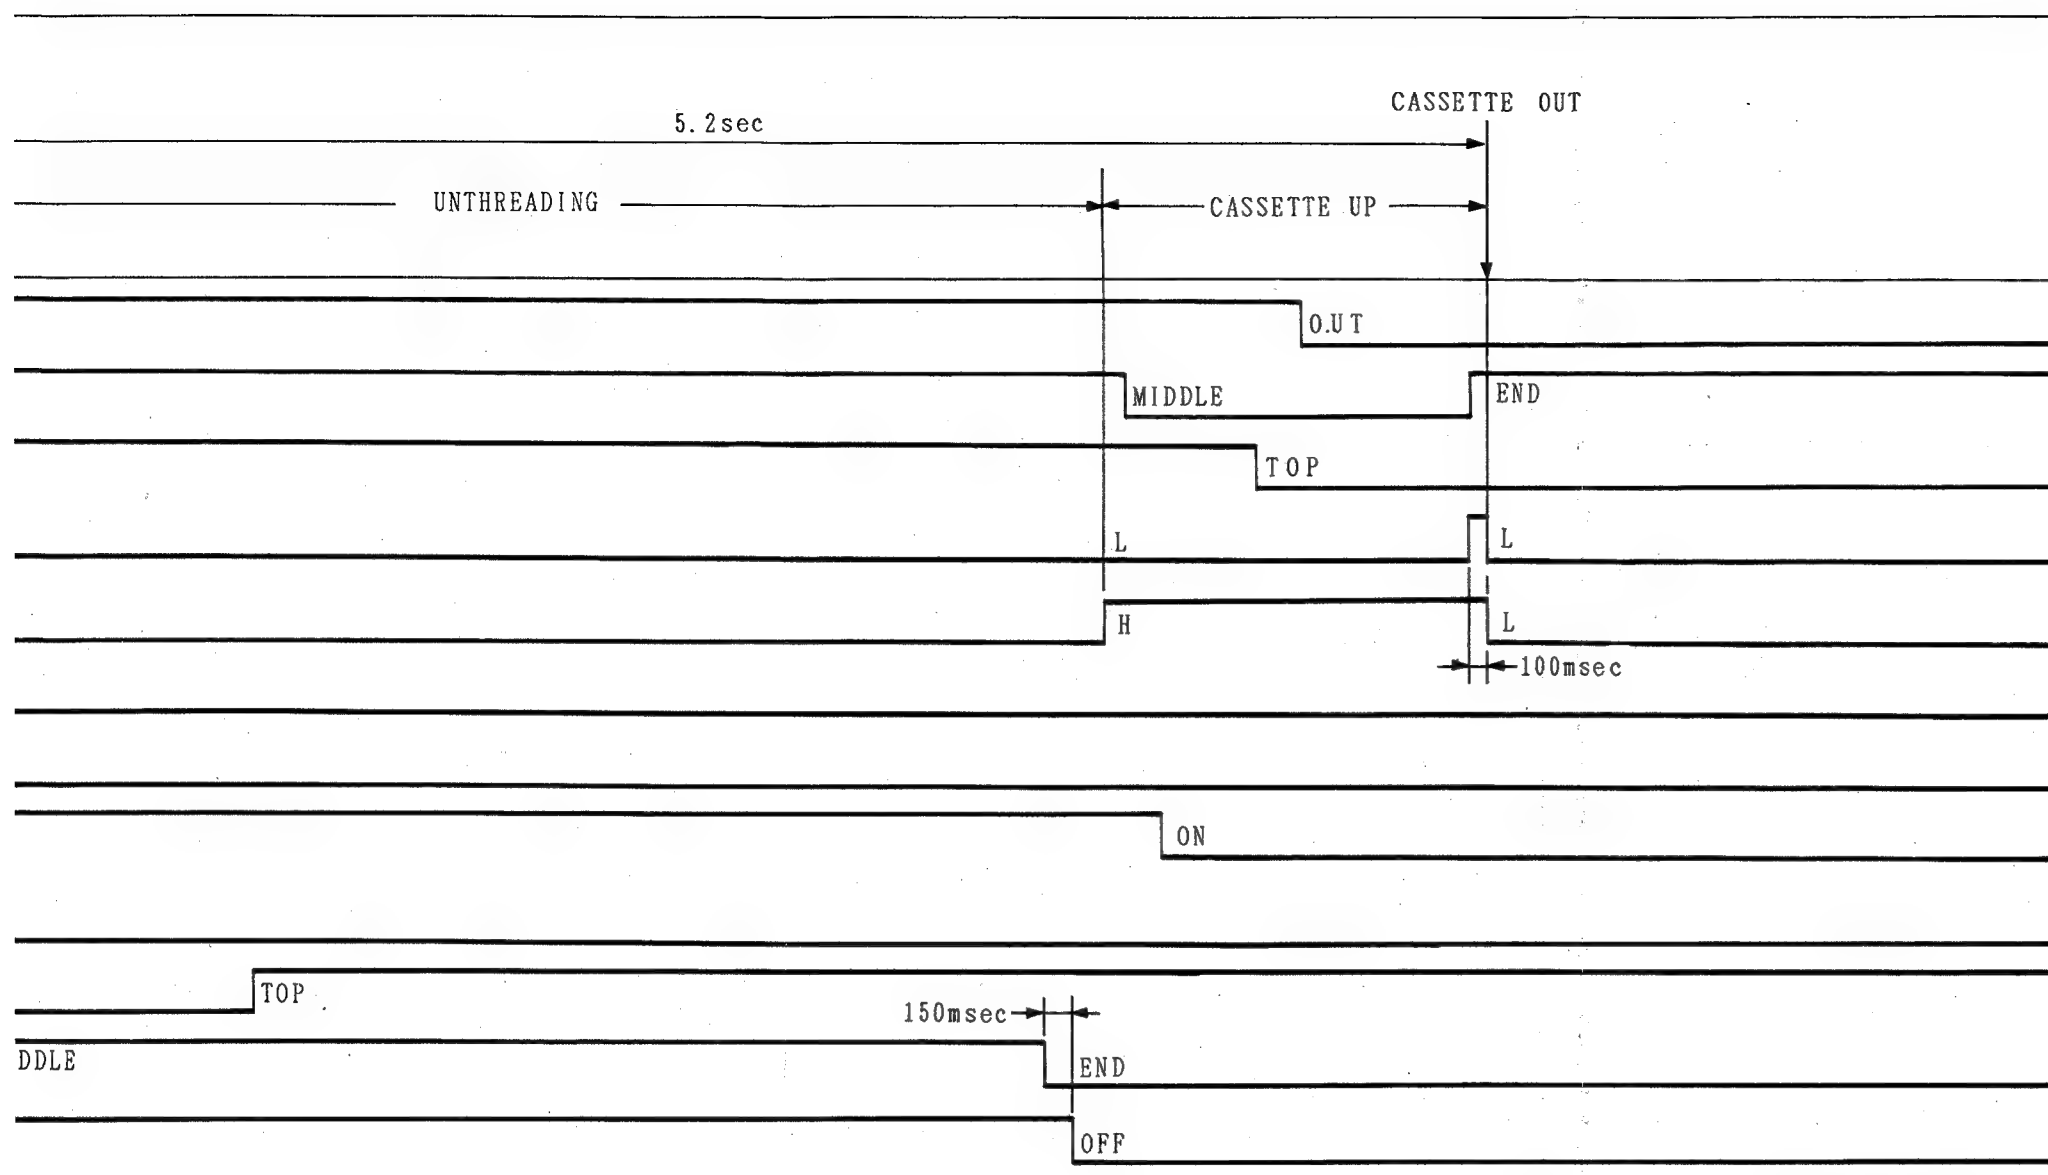 CASSETTE OUT
5.2sec
UNTHREADING
CASSETTE UP
O.UT
MIDDLE
END
TOP
L
L
H
L
100msec
ON
TOP
150msec
DDLE
END
OFF